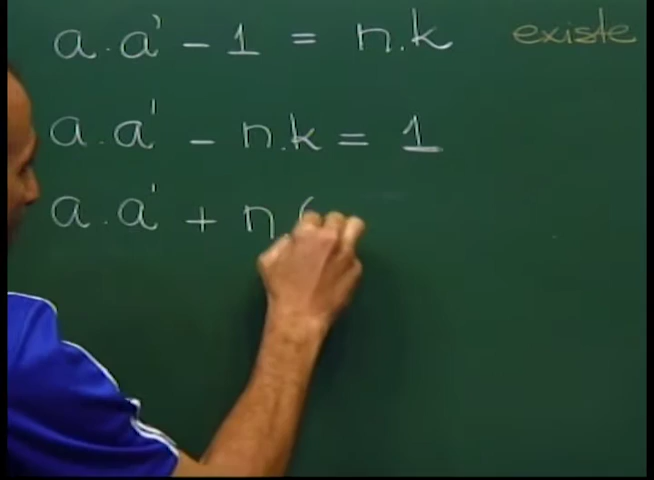 a.a' - 1 = n.k existe
a.a' - n.k = 1
a.a' + n (